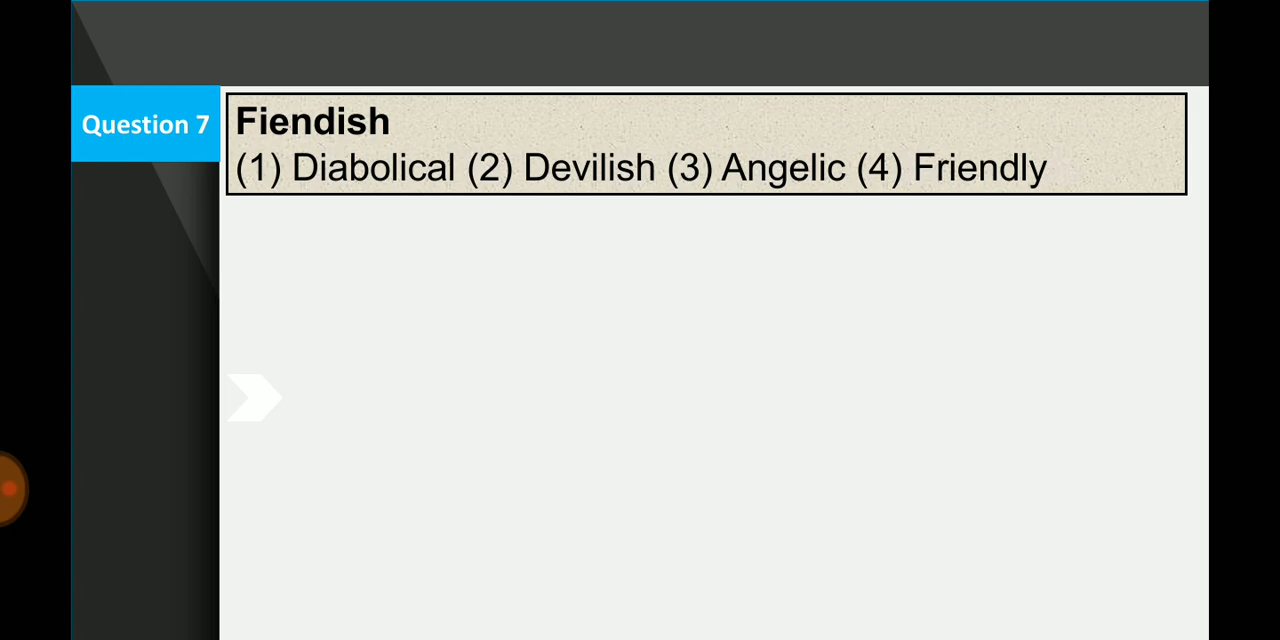 Question 7
Fiendish
(1) Diabolical (2) Devilish (3) Angelic (4) Friendly